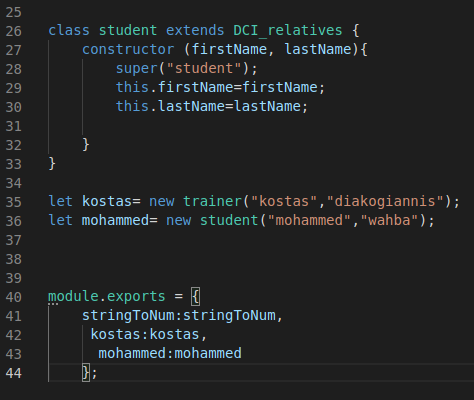 25
26 class student extends DCI_relatives {
27 constructor (firstName, lastName){
28 super("student");
29 this.firstName=firstName;
30 this.lastName=lastName;
31
32 }
33 }
34
35 let kostas= new trainer("kostas","diakogiannis");
36 let mohammed= new student("mohammed","wahba");
37
38
39
40 module.exports = {
41 stringToNum:stringToNum,
42 kostas:kostas,
43 mohammed:mohammed
44 };